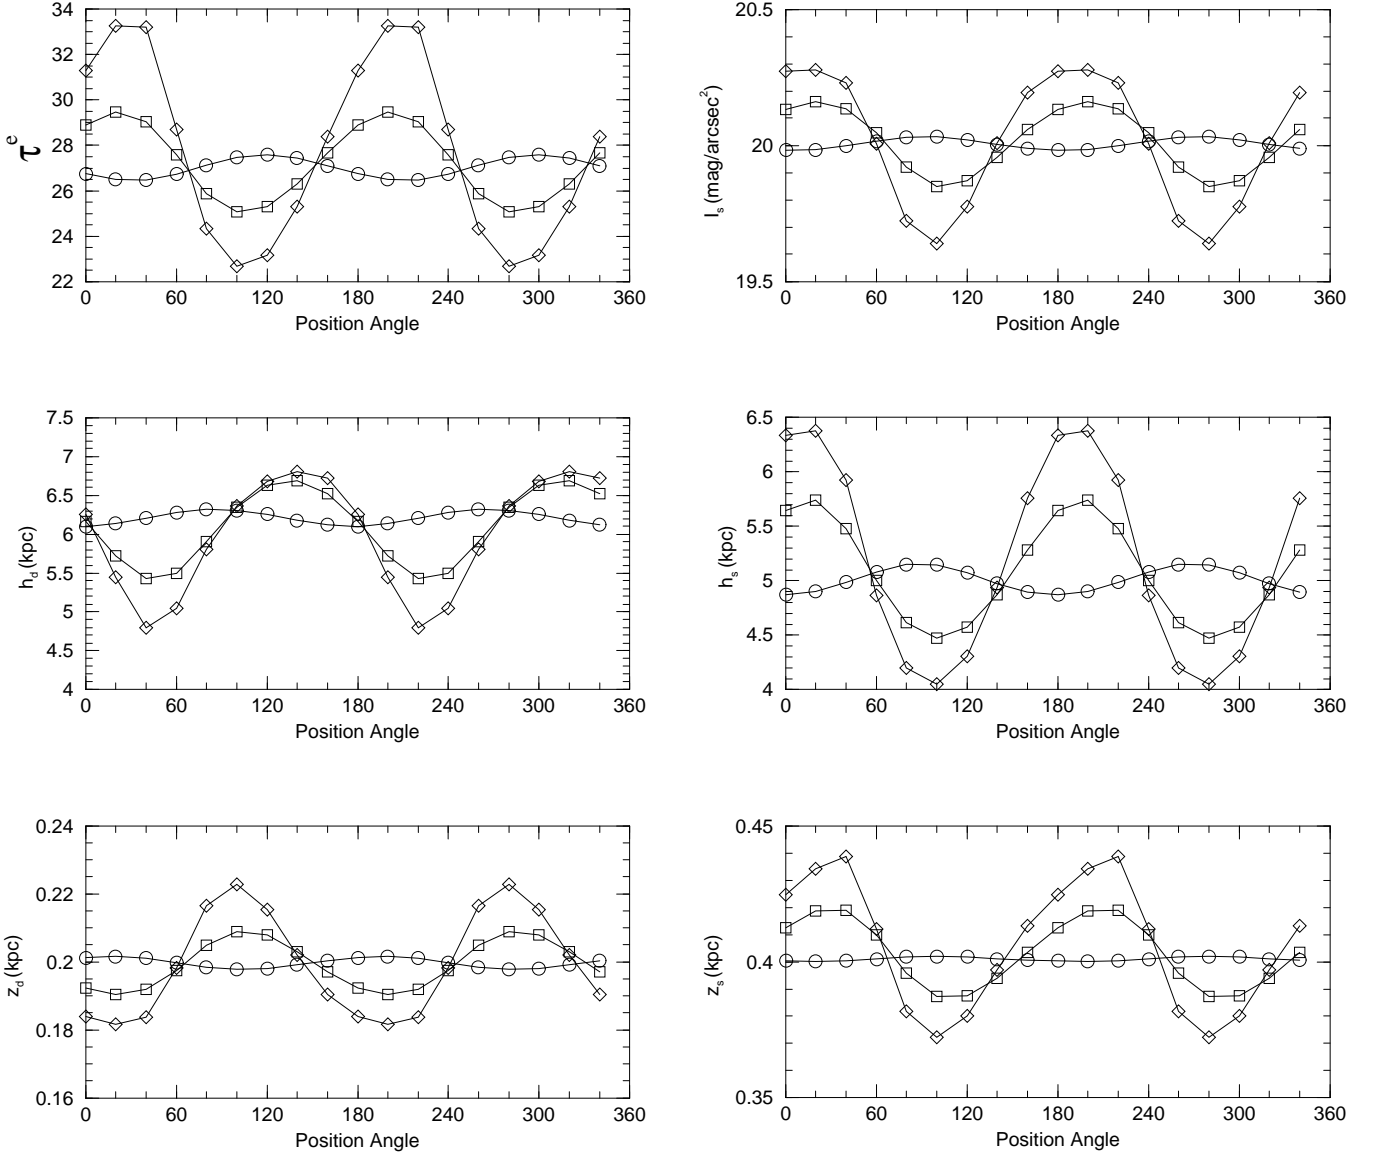 34
32
30
28
26
24
22
τᵉ
0 60 120 180 240 300 360
Position Angle
20.5
20
19.5
Iₛ (mag/arcsec²)
0 60 120 180 240 300 360
Position Angle
7.5
7
6.5
6
5.5
5
4.5
4
h_d (kpc)
0 60 120 180 240 300 360
Position Angle
6.5
6
5.5
5
4.5
4
hₛ (kpc)
0 60 120 180 240 300 360
Position Angle
0.24
0.22
0.2
0.18
0.16
z_d (kpc)
0 60 120 180 240 300 360
Position Angle
0.45
0.4
0.35
zₛ (kpc)
0 60 120 180 240 300 360
Position Angle